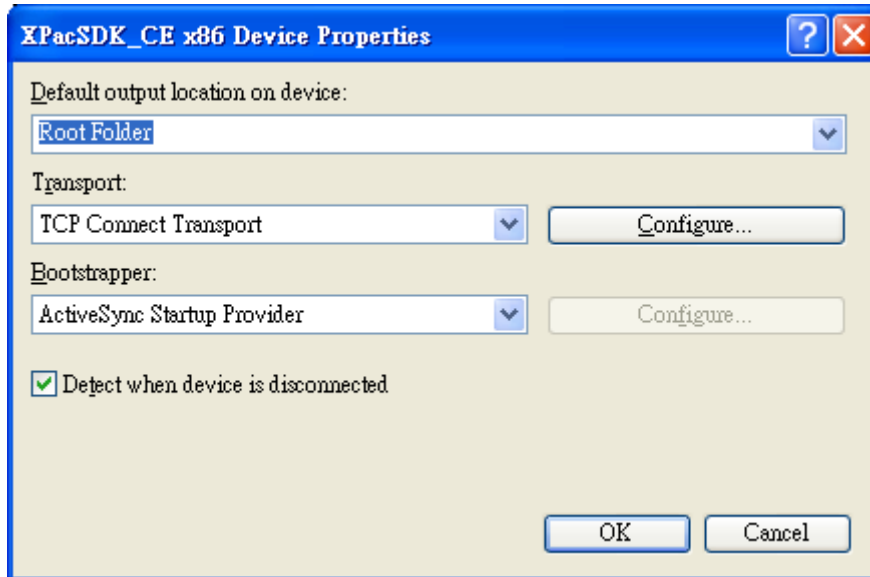 XPacSDK_CE x86 Device Properties
?
Default output location on device:
Root Folder
Transport:
TCP Connect Transport
Configure...
Bootstrapper:
ActiveSync Startup Provider
Configure...
Detect when device is disconnected
OK
Cancel